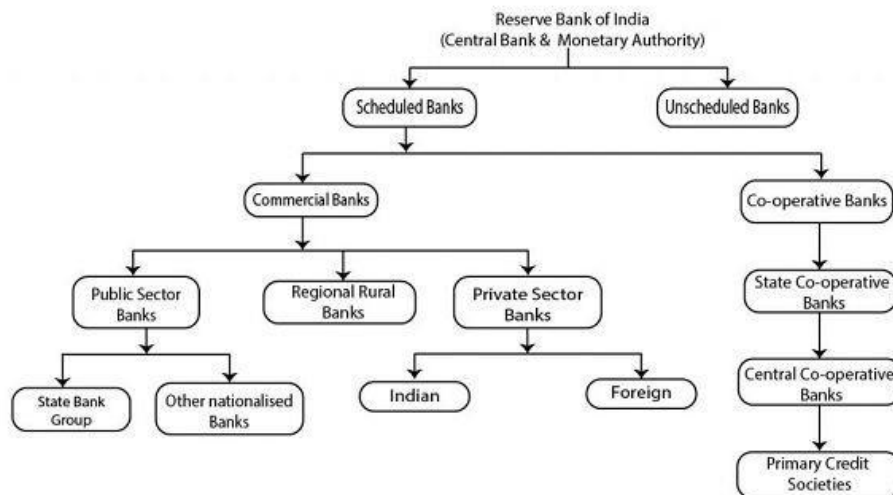 Reserve Bank of India
(Central Bank & Monetary Authority)
Scheduled Banks
Unscheduled Banks
Commercial Banks
Co-operative Banks
Public Sector
Banks
Regional Rural
Banks
Private Sector
Banks
State Co-operative
Banks
State Bank
Group
Other nationalised
Banks
Indian
Foreign
Central Co-operative
Banks
Primary Credit
Societies